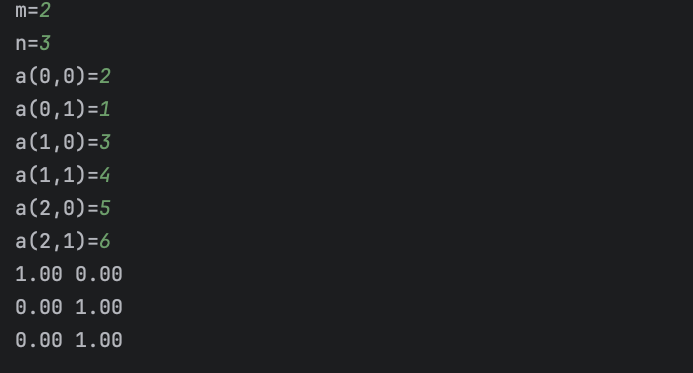 m=2
n=3
a(0,0)=2
a(0,1)=1
a(1,0)=3
a(1,1)=4
a(2,0)=5
a(2,1)=6
1.00 0.00
0.00 1.00
0.00 1.00